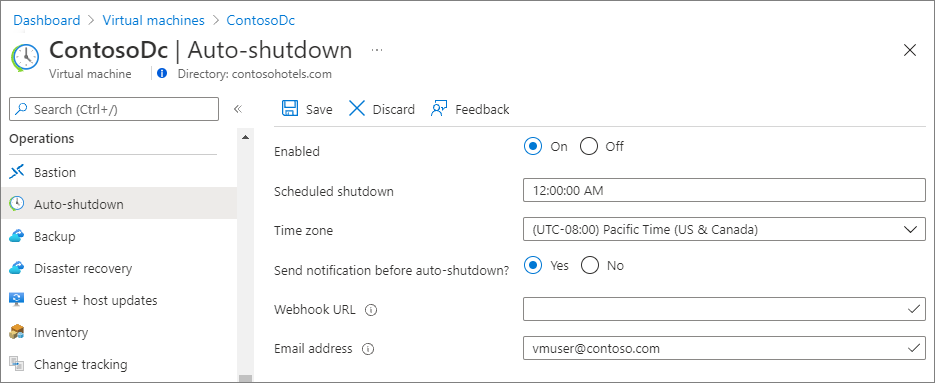 Dashboard > Virtual machines > ContosoDc
ContosoDc | Auto-shutdown ...
Virtual machine | Directory: contosohotels.com
Search (Ctrl+/) «
Save Discard Feedback
Operations
Bastion
Auto-shutdown
Backup
Disaster recovery
Guest + host updates
Inventory
Change tracking
Enabled On Off
Scheduled shutdown 12:00:00 AM
Time zone (UTC-08:00) Pacific Time (US & Canada)
Send notification before auto-shutdown? Yes No
Webhook URL
Email address vmuser@contoso.com